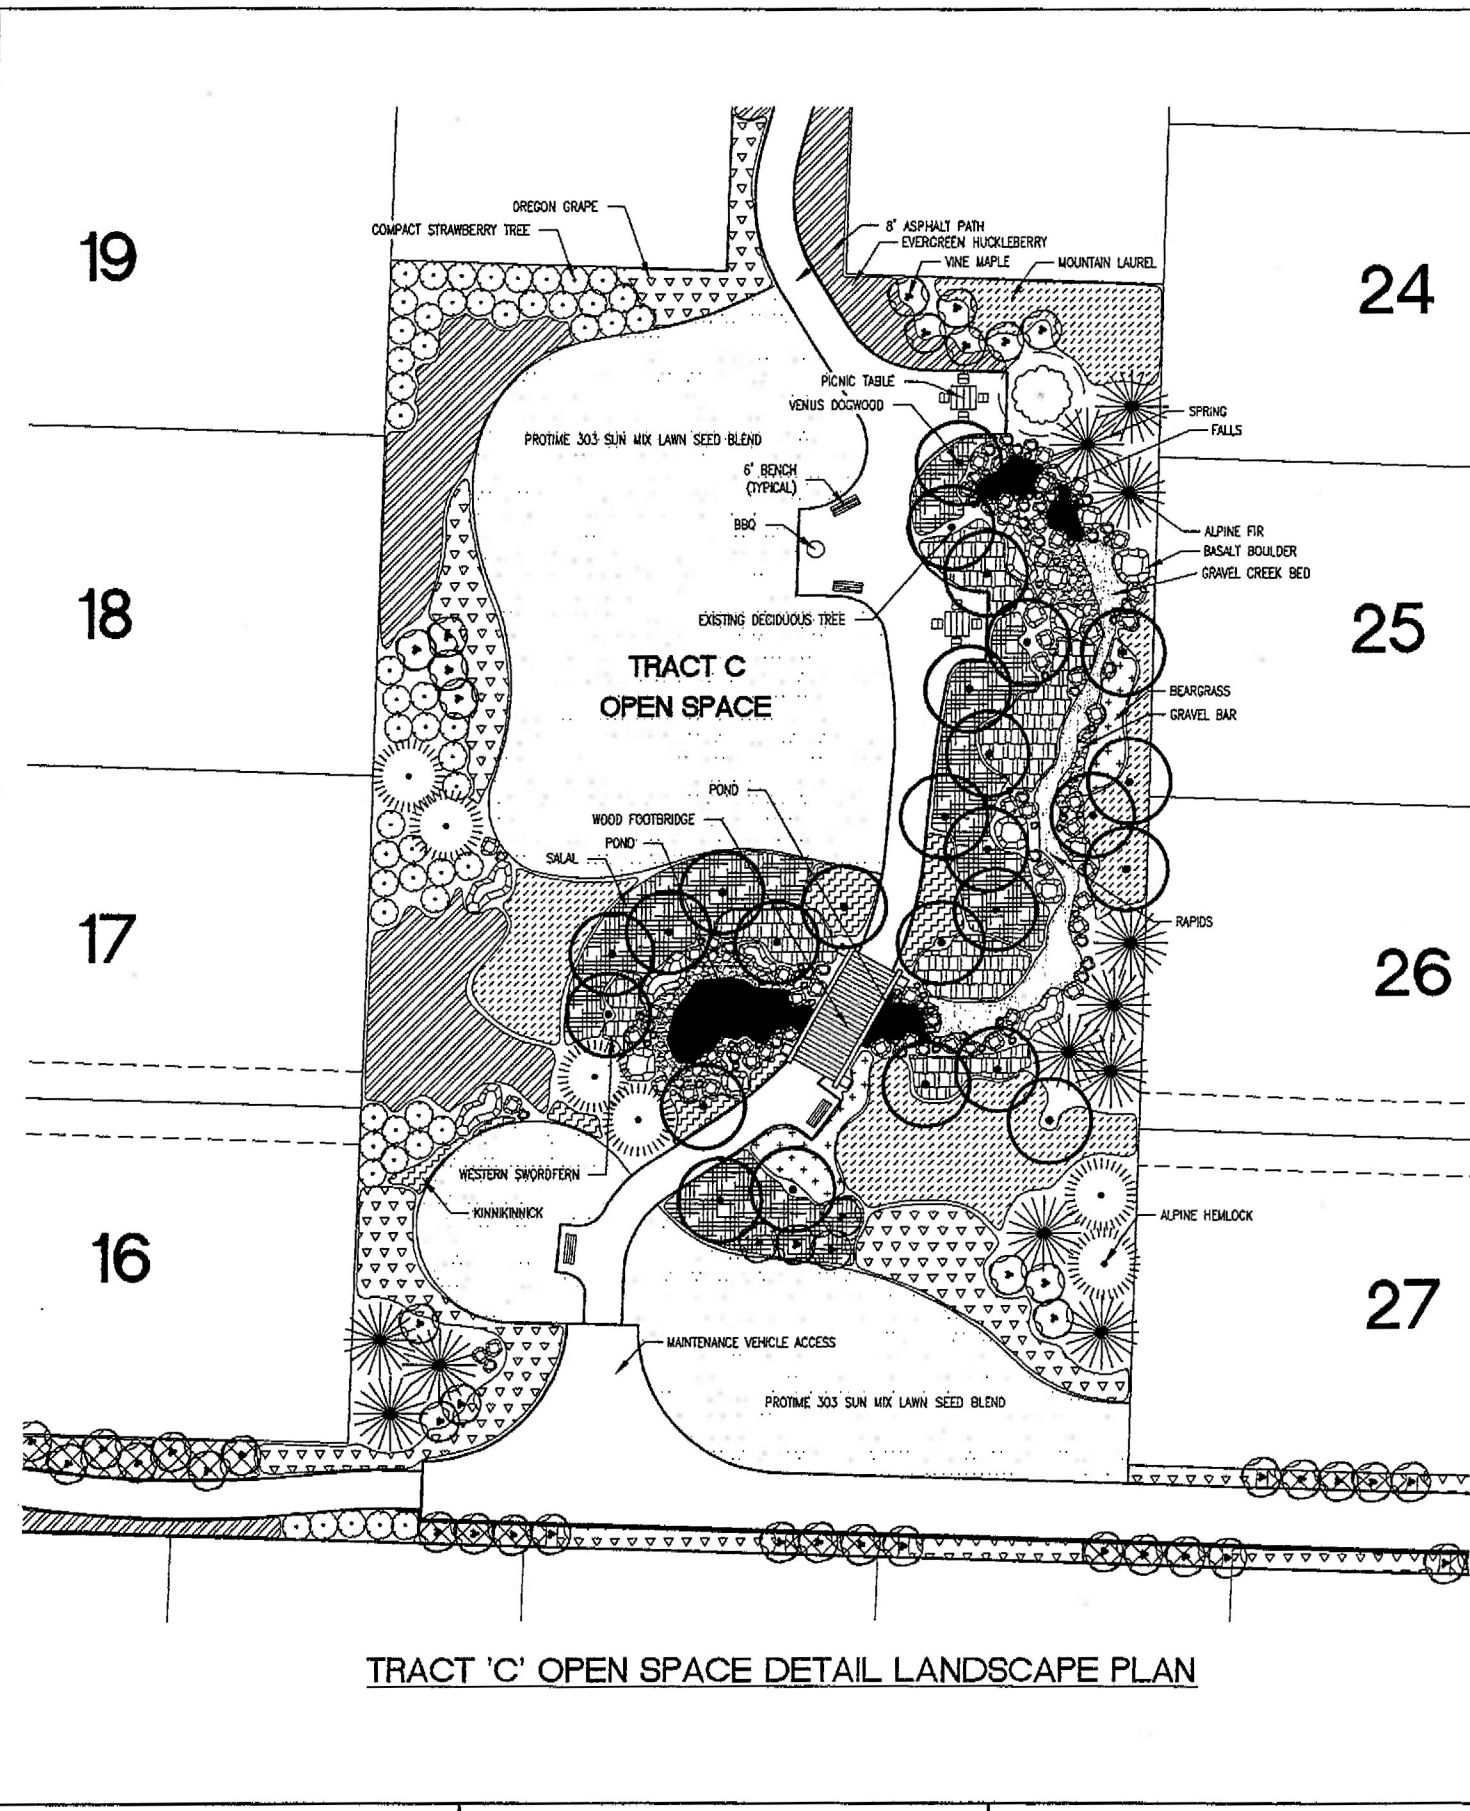 19
OREGON GRAPE
COMPACT STRAWBERRY TREE
8' ASPHALT PATH
EVERGREEN HUCKLEBERRY
VINE MAPLE
MOUNTAIN LAUREL
24
PICNIC TABLE
VENUS DOGWOOD
SPRING
FALLS
PROTIME 303 SUN MIX LAWN SEED BLEND
6' BENCH
(TYPICAL)
BBQ
ALPINE FIR
BASALT BOULDER
GRAVEL CREEK BED
18
EXISTING DECIDUOUS TREE
25
TRACT C
OPEN SPACE
BEARGRASS
GRAVEL BAR
POND
WOOD FOOTBRIDGE
POND
SALAL
17
RAPIDS
26
WESTERN SWORDFERN
KINNIKINNICK
ALPINE HEMLOCK
16
27
MAINTENANCE VEHICLE ACCESS
PROTIME 303 SUN MIX LAWN SEED BLEND
TRACT 'C' OPEN SPACE DETAIL LANDSCAPE PLAN